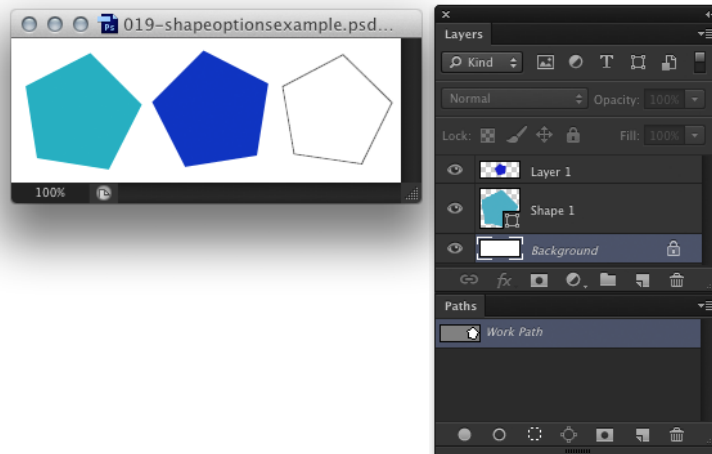 Ps 019-shapeoptionsexample.psd...
100%
Layers
Kind
T
Normal Opacity: 100%
Lock: Fill: 100%
Layer 1
Shape 1
Background
fx
Paths
Work Path